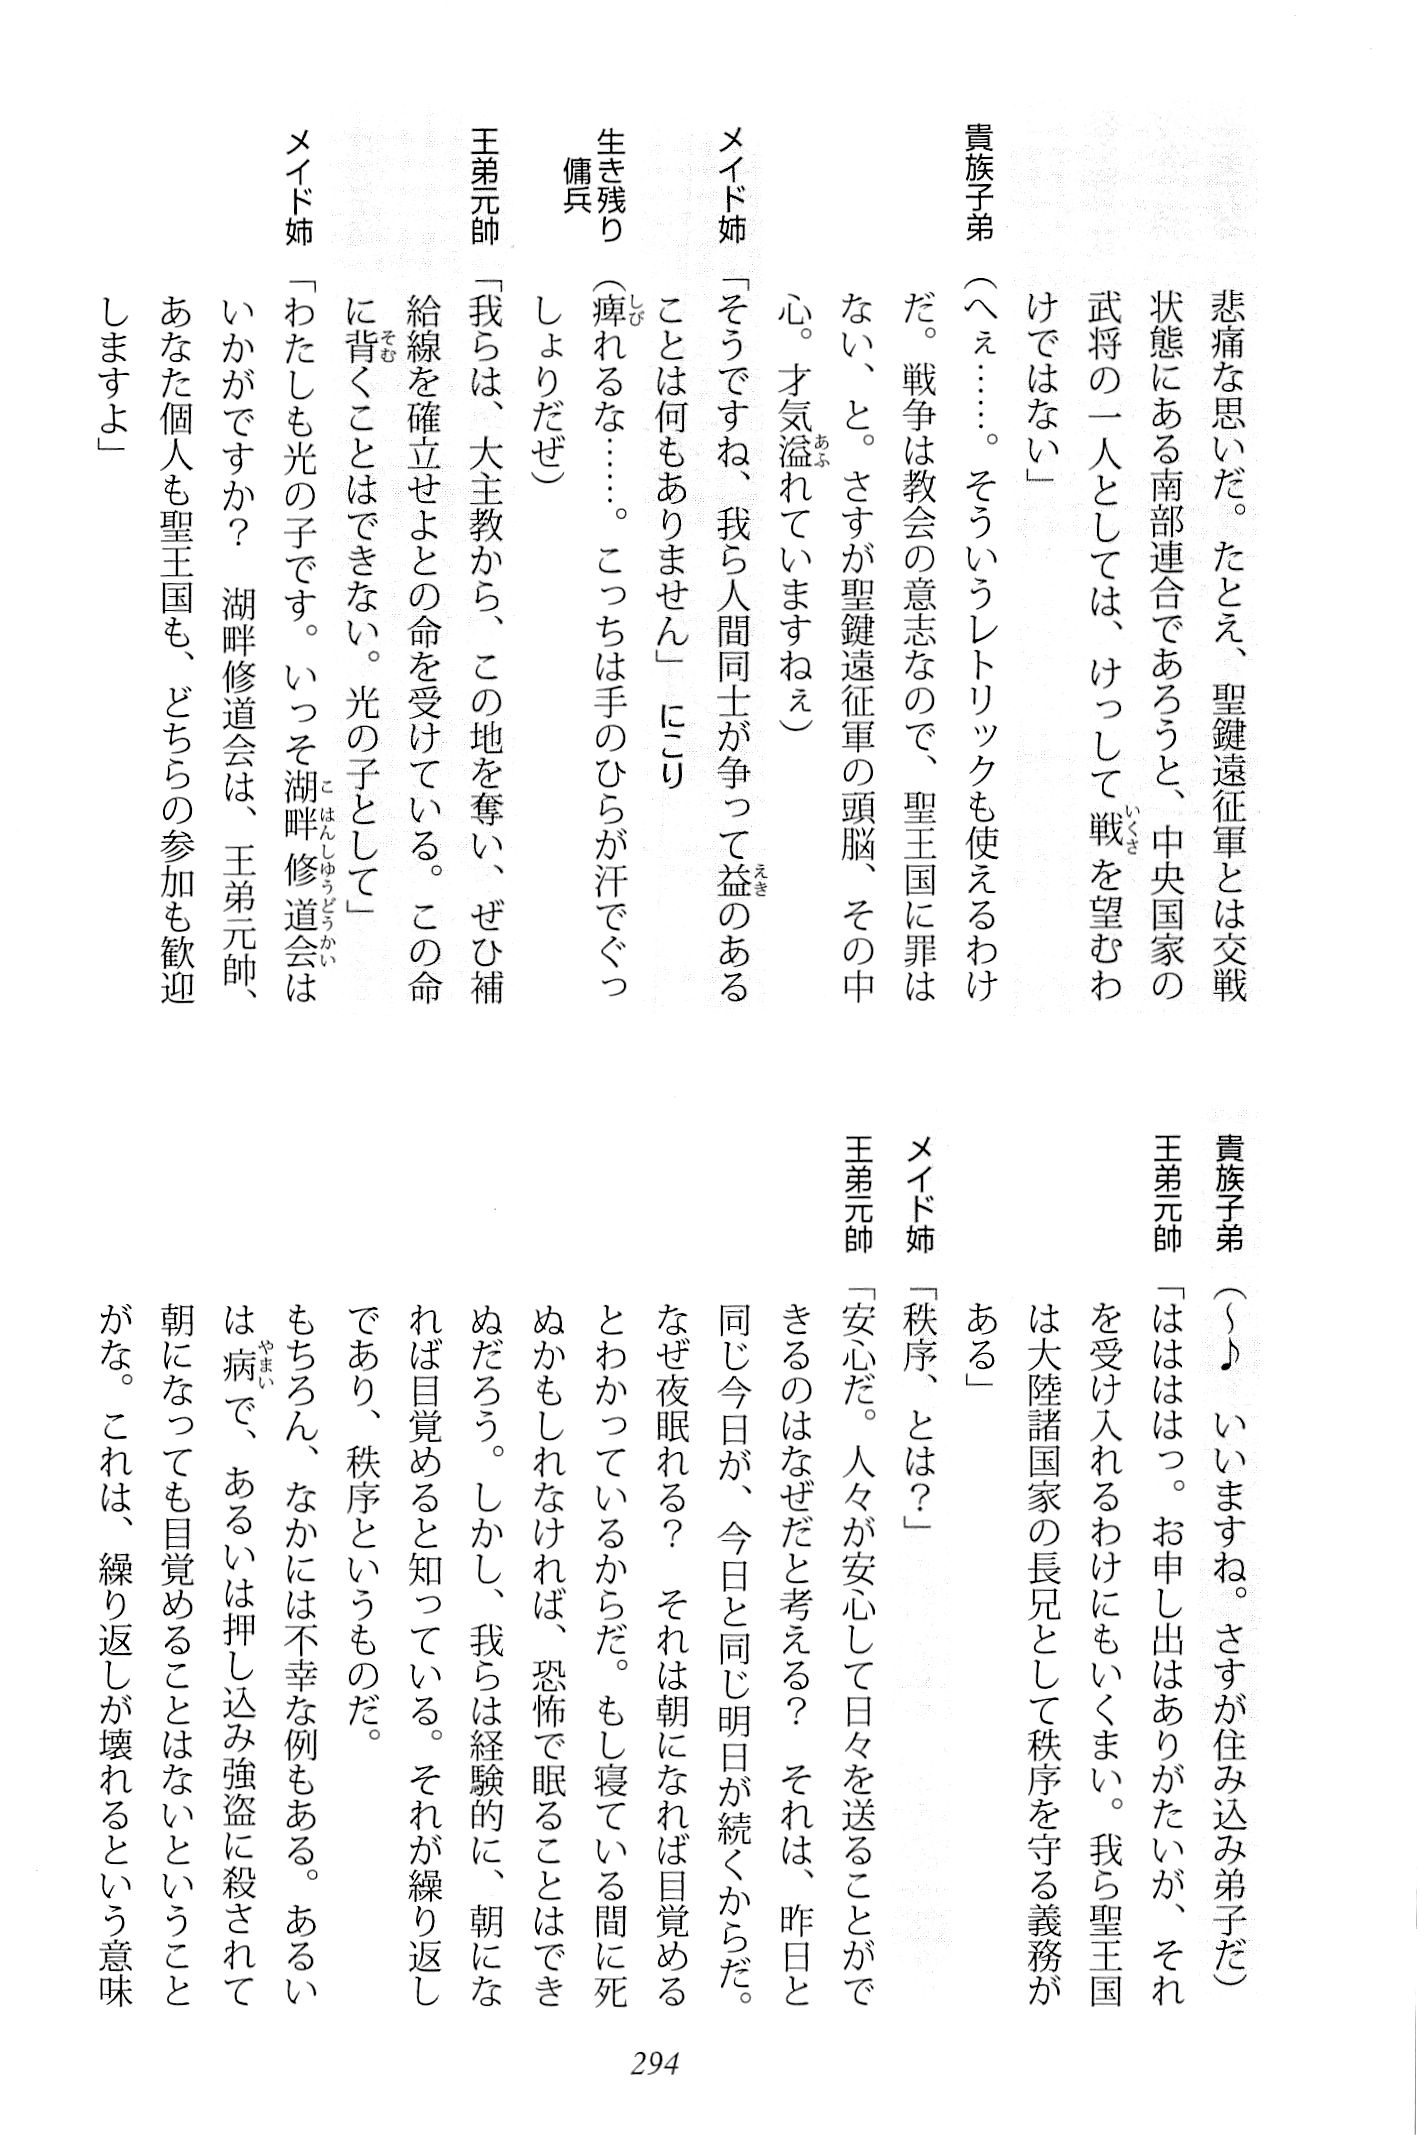 悲痛な思いだ。たとえ、聖鍵遠征軍とは交戦
状態にある南部連合であろうと、中央国家の
武将の一人としては、けっして戦を望むわ
けではない」
貴族子弟（へぇ……。そういうレトリックも使えるわけ
だ。戦争は教会の意志なので、聖王国に罪は
ない、と。さすが聖鍵遠征軍の頭脳、その中
心。才気溢れていますねぇ）
メイド姉「そうですね、我ら人間同士が争って益のある
ことは何もありません」にこり
生き残り傭兵（痺れるな……。こっちは手のひらが汗でぐっ
しょりだぜ）
王弟元帥「我らは、大主教から、この地を奪い、ぜひ補
給線を確立せよとの命を受けている。この命
に背くことはできない。光の子として」
メイド姉「わたしも光の子です。いっそ湖畔修道会は
いかがですか？　湖畔修道会は、王弟元帥、
あなた個人も聖王国も、どちらの参加も歓迎
しますよ」
貴族子弟（～♪　いいますね。さすが住み込み弟子だ）
王弟元帥「はははっ。お申し出はありがたいが、それ
を受け入れるわけにもいくまい。我ら聖王国
は大陸諸国家の長兄として秩序を守る義務が
ある」
メイド姉「秩序、とは？」
王弟元帥「安心だ。人々が安心して日々を送ることがで
きるのはなぜだと考える？　それは、昨日と
同じ今日が、今日と同じ明日が続くからだ。
なぜ夜眠れる？　それは朝になれば目覚める
とわかっているからだ。もし寝ている間に死
ぬかもしれなければ、恐怖で眠ることはでき
ぬだろう。しかし、我らは経験的に、朝にな
れば目覚めると知っている。それが繰り返し
であり、秩序というものだ。
もちろん、なかには不幸な例もある。あるい
は病で、あるいは押し込み強盗に殺されて
朝になっても目覚めることはないということ
がな。これは、繰り返しが壊れるという意味
294